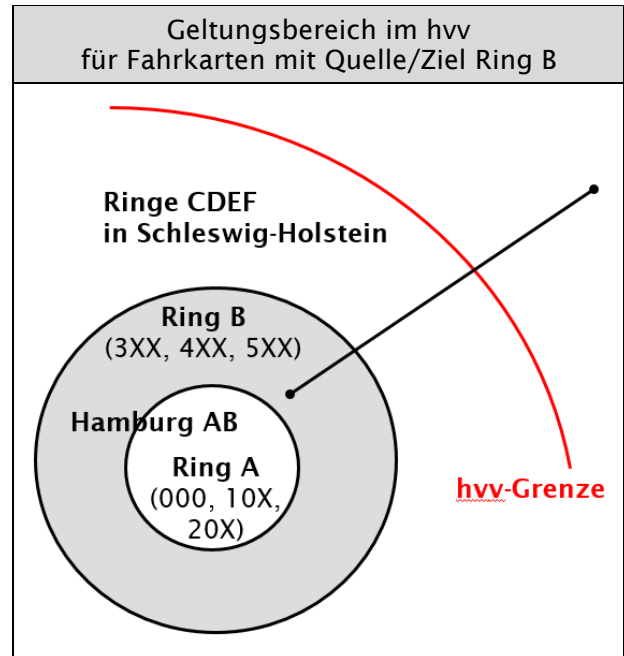 Geltungsbereich im hvv
für Fahrkarten mit Quelle/Ziel Ring B
Ringe CDEF
in Schleswig-Holstein
Ring B
(3XX, 4XX, 5XX)
Hamburg AB
Ring A
(000, 10X,
20X)
hvv-Grenze